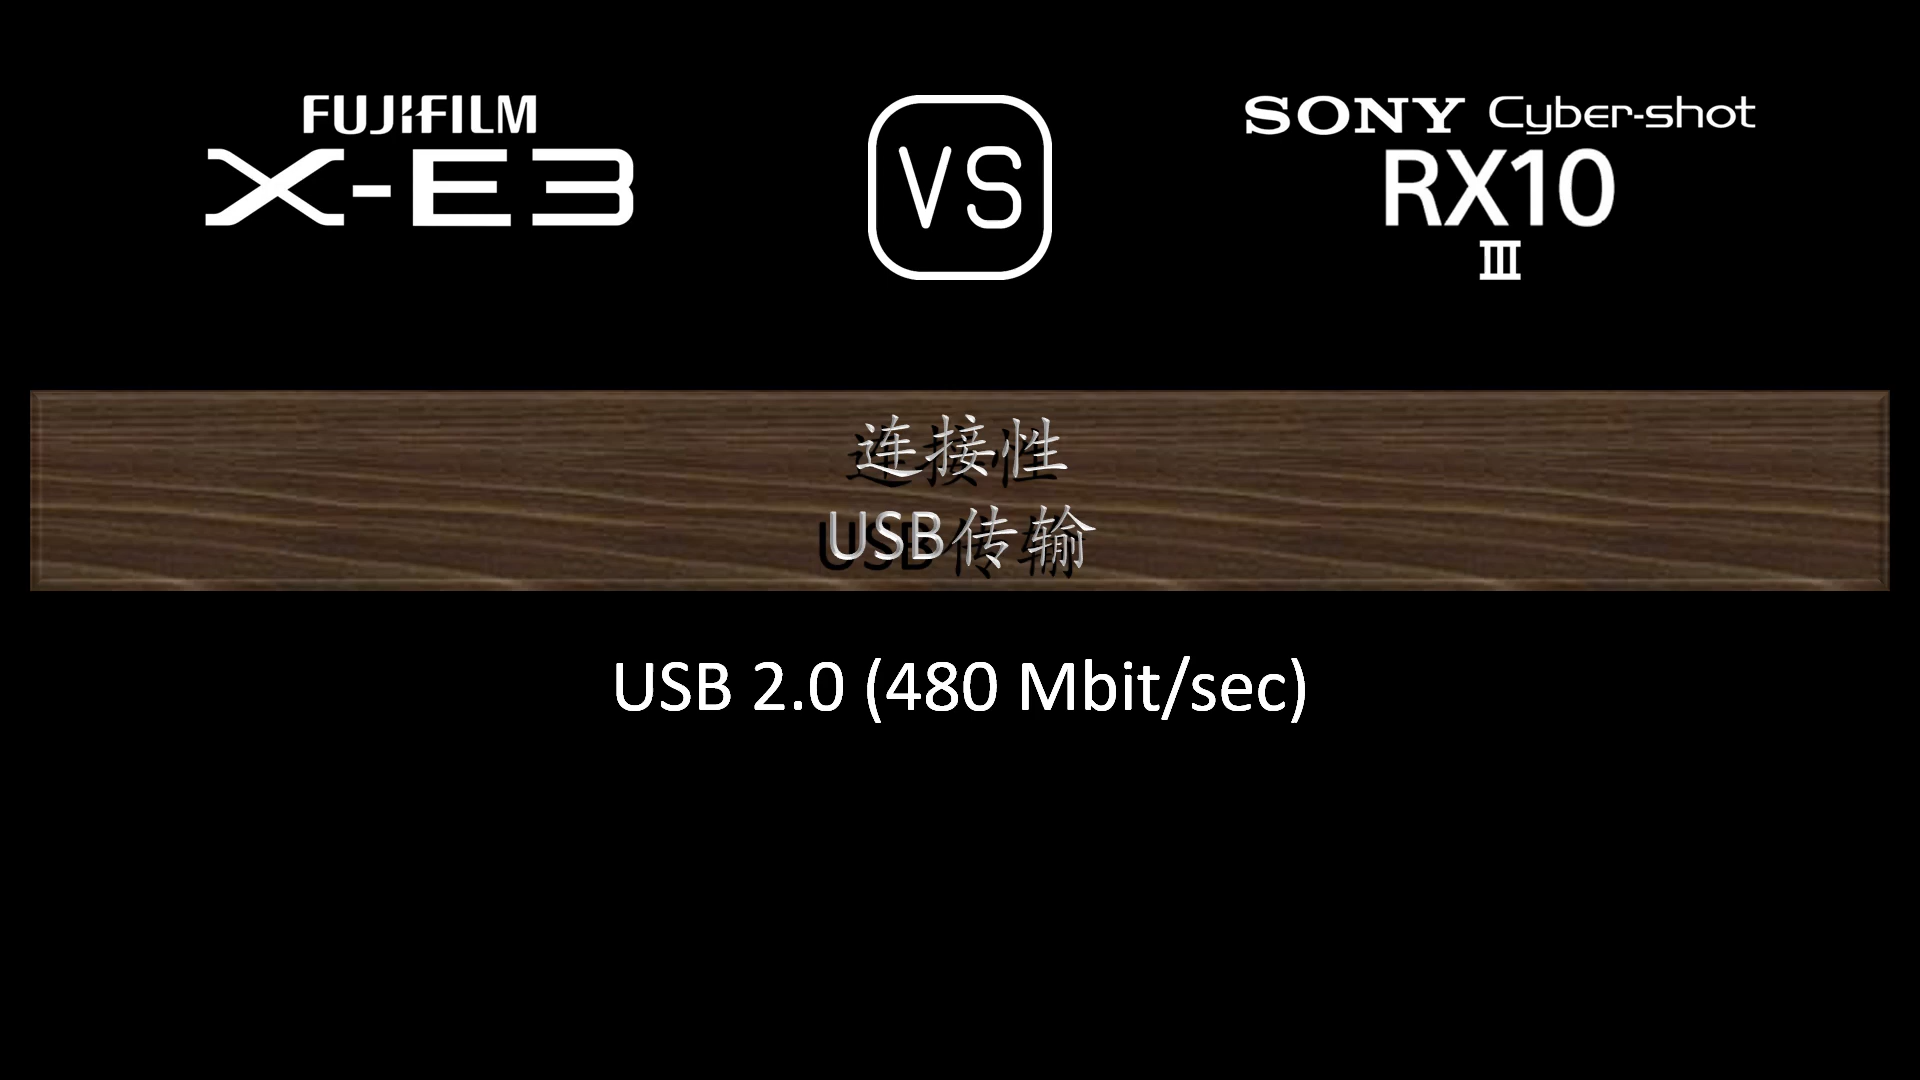 FUJIFILM
X-E3
VS
SONY Cyber-shot
RX10
III
连接性
USB传输
USB 2.0 (480 Mbit/sec)